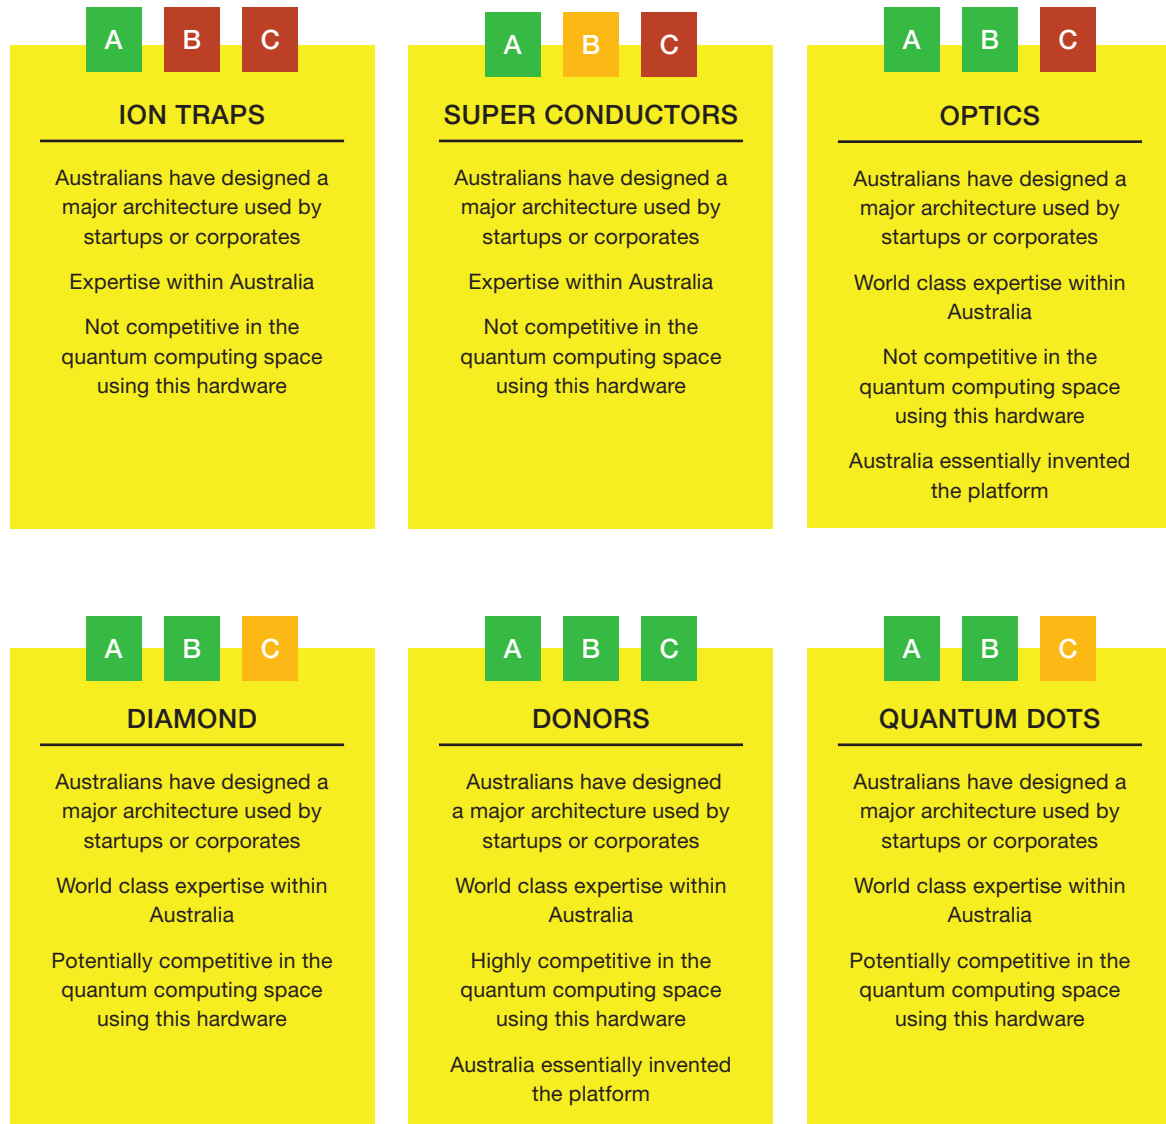 A B C
ION TRAPS
Australians have designed a
major architecture used by
startups or corporates
Expertise within Australia
Not competitive in the
quantum computing space
using this hardware
A B C
SUPER CONDUCTORS
Australians have designed a
major architecture used by
startups or corporates
Expertise within Australia
Not competitive in the
quantum computing space
using this hardware
A B C
OPTICS
Australians have designed a
major architecture used by
startups or corporates
World class expertise within
Australia
Not competitive in the
quantum computing space
using this hardware
Australia essentially invented
the platform
A B C
DIAMOND
Australians have designed a
major architecture used by
startups or corporates
World class expertise within
Australia
Potentially competitive in the
quantum computing space
using this hardware
A B C
DONORS
Australians have designed
a major architecture used by
startups or corporates
World class expertise within
Australia
Highly competitive in the
quantum computing space
using this hardware
Australia essentially invented
the platform
A B C
QUANTUM DOTS
Australians have designed a
major architecture used by
startups or corporates
World class expertise within
Australia
Potentially competitive in the
quantum computing space
using this hardware